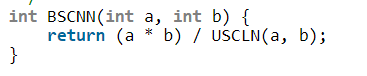 int BSCNN(int a, int b) {
    return (a * b) / USCLN(a, b);
}